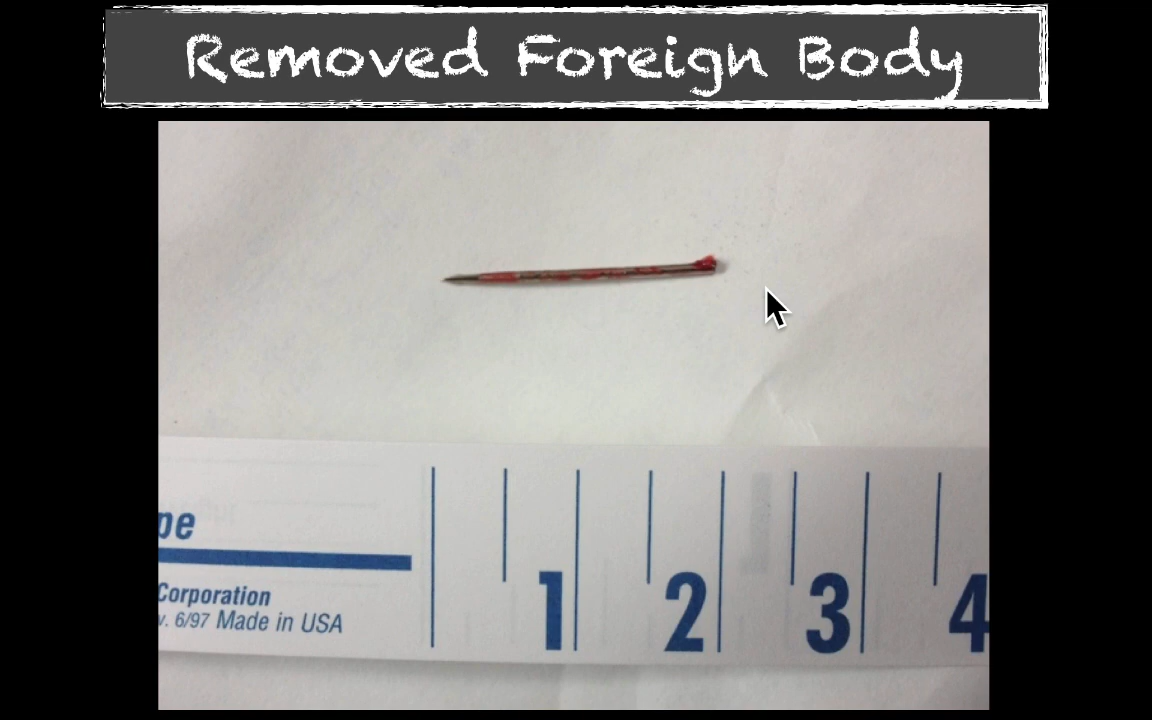 Removed Foreign Body
pe
Corporation
v. 6/97 Made in USA
1 2 3 4